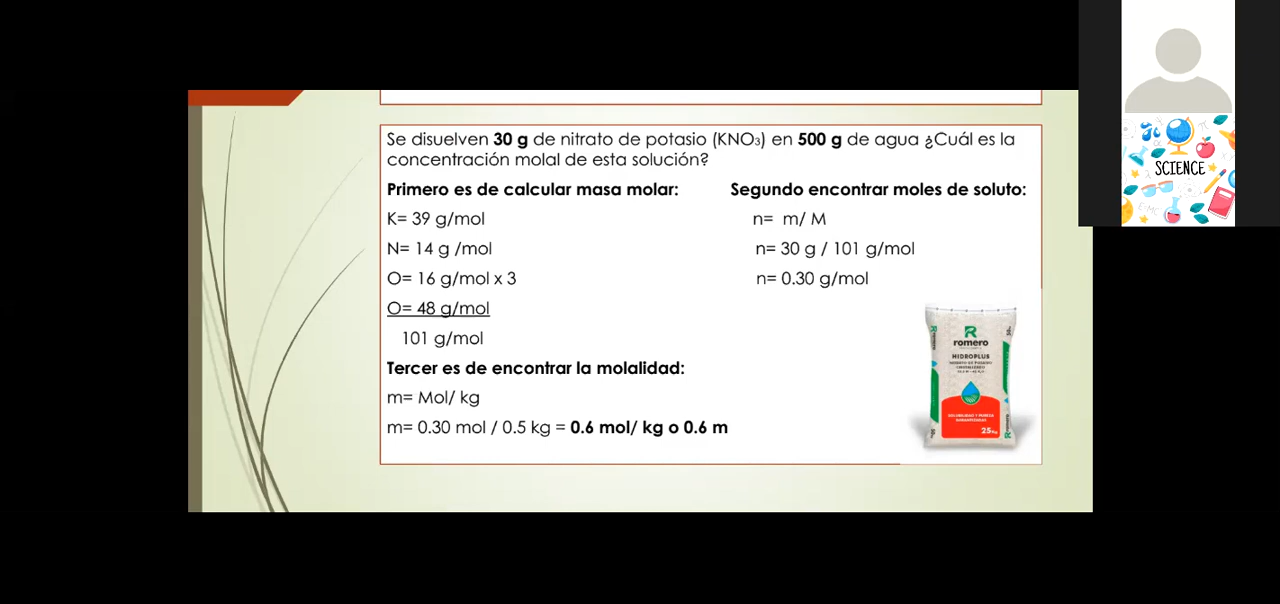 Se disuelven 30 g de nitrato de potasio (KNO₃) en 500 g de agua ¿Cuál es la
concentración molal de esta solución?
Primero es de calcular masa molar:
K= 39 g/mol
N= 14 g /mol
O= 16 g/mol x 3
O= 48 g/mol
101 g/mol
Segundo encontrar moles de soluto:
n= m/ M
n= 30 g / 101 g/mol
n= 0.30 g/mol
Tercer es de encontrar la molalidad:
m= Mol/ kg
m= 0.30 mol / 0.5 kg = 0.6 mol/ kg o 0.6 m
R
romero
HIDROPLUS
25kg
SCIENCE